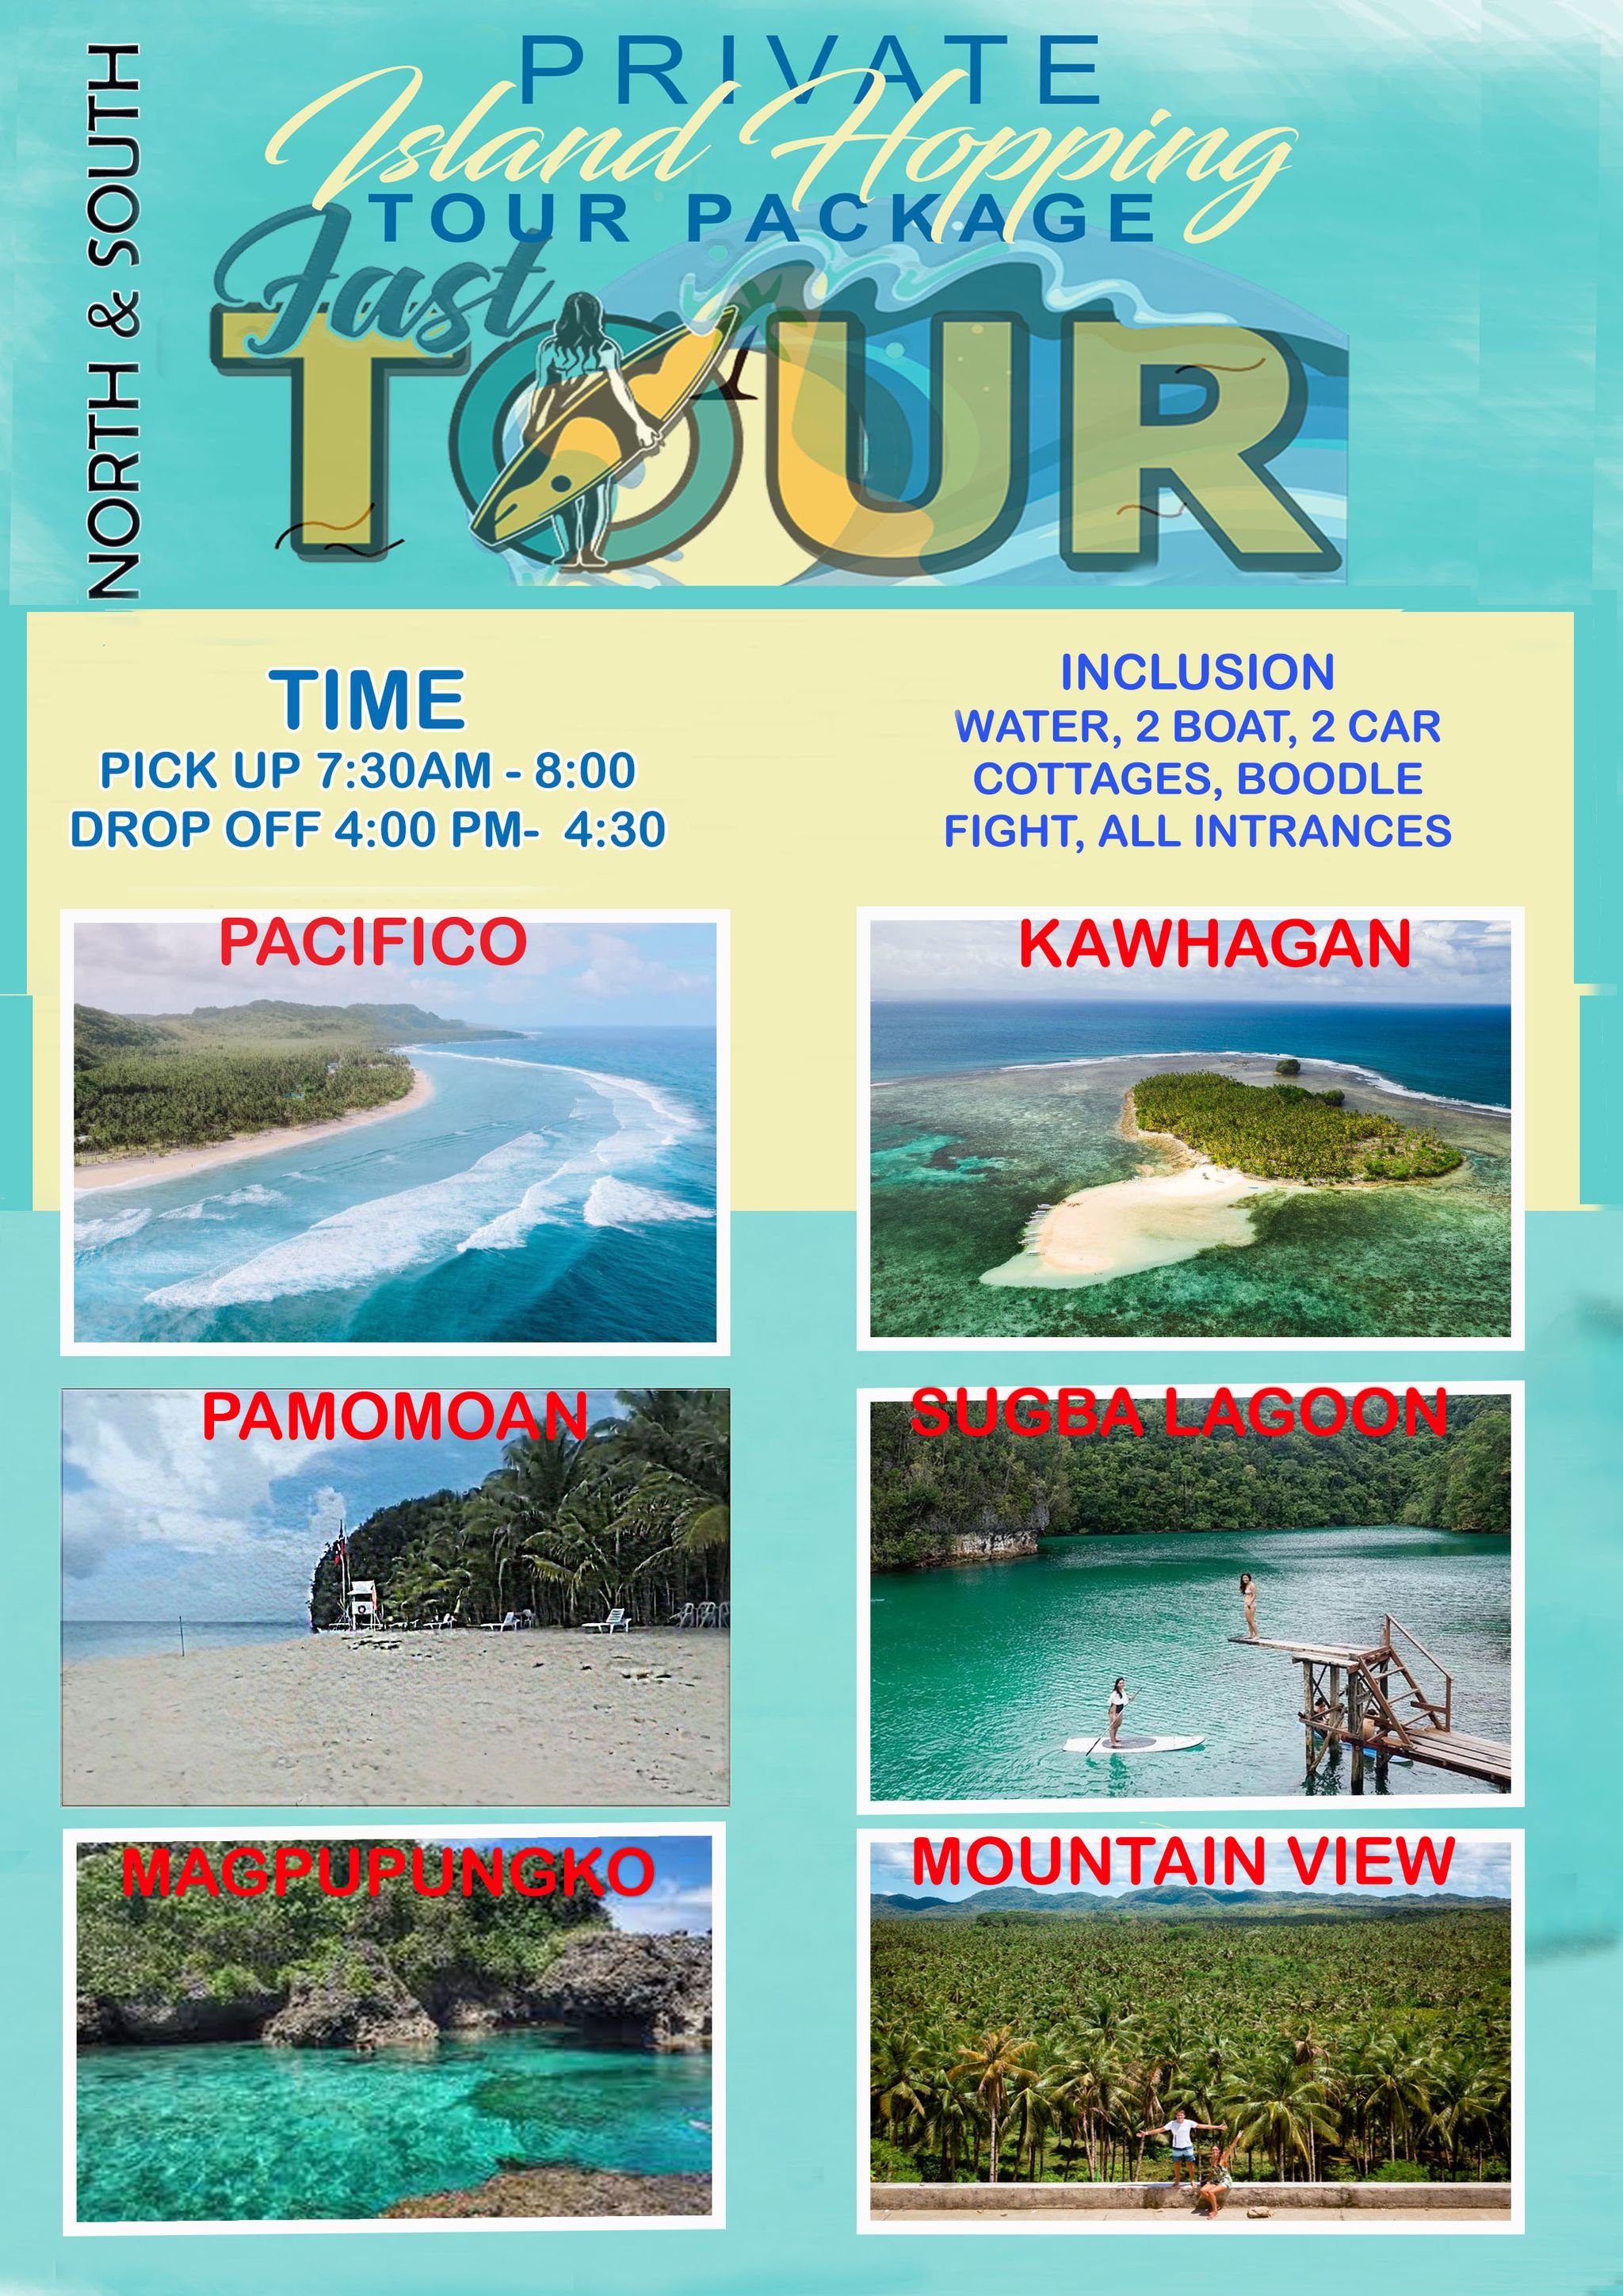 NORTH & SOUTH
PRIVATE
Island Hopping
TOUR PACKAGE
Fast
TOUR
TIME
PICK UP 7:30AM - 8:00
DROP OFF 4:00 PM- 4:30
INCLUSION
WATER, 2 BOAT, 2 CAR
COTTAGES, BOODLE
FIGHT, ALL INTRANCES
PACIFICO
KAWHAGAN
PAMOMOAN
SUGBA LAGOON
MAGPUPUNGKO
MOUNTAIN VIEW